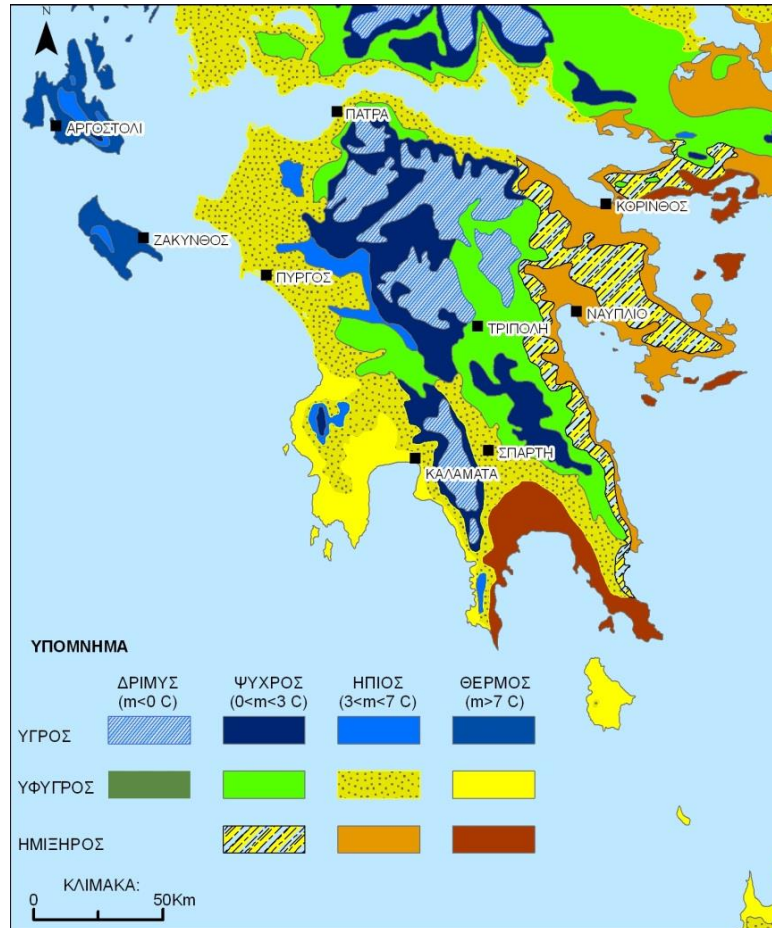 N
ΑΡΓΟΣΤΟΛΙ
ΠΑΤΡΑ
ΖΑΚΥΝΘΟΣ
ΚΟΡΙΝΘΟΣ
ΠΥΡΓΟΣ
ΝΑΥΠΛΙΟ
ΤΡΙΠΟΛΗ
ΣΠΑΡΤΗ
ΚΑΛΑΜΑΤΑ
ΥΠΟΜΝΗΜΑ
ΔΡΙΜΥΣ ΨΥΧΡΟΣ ΗΠΙΟΣ ΘΕΡΜΟΣ
(m<0 C) (0<m<3 C) (3<m<7 C) (m>7 C)
ΥΓΡΟΣ
ΥΦΥΓΡΟΣ
ΗΜΙΞΗΡΟΣ
ΚΛΙΜΑΚΑ:
0 50Km